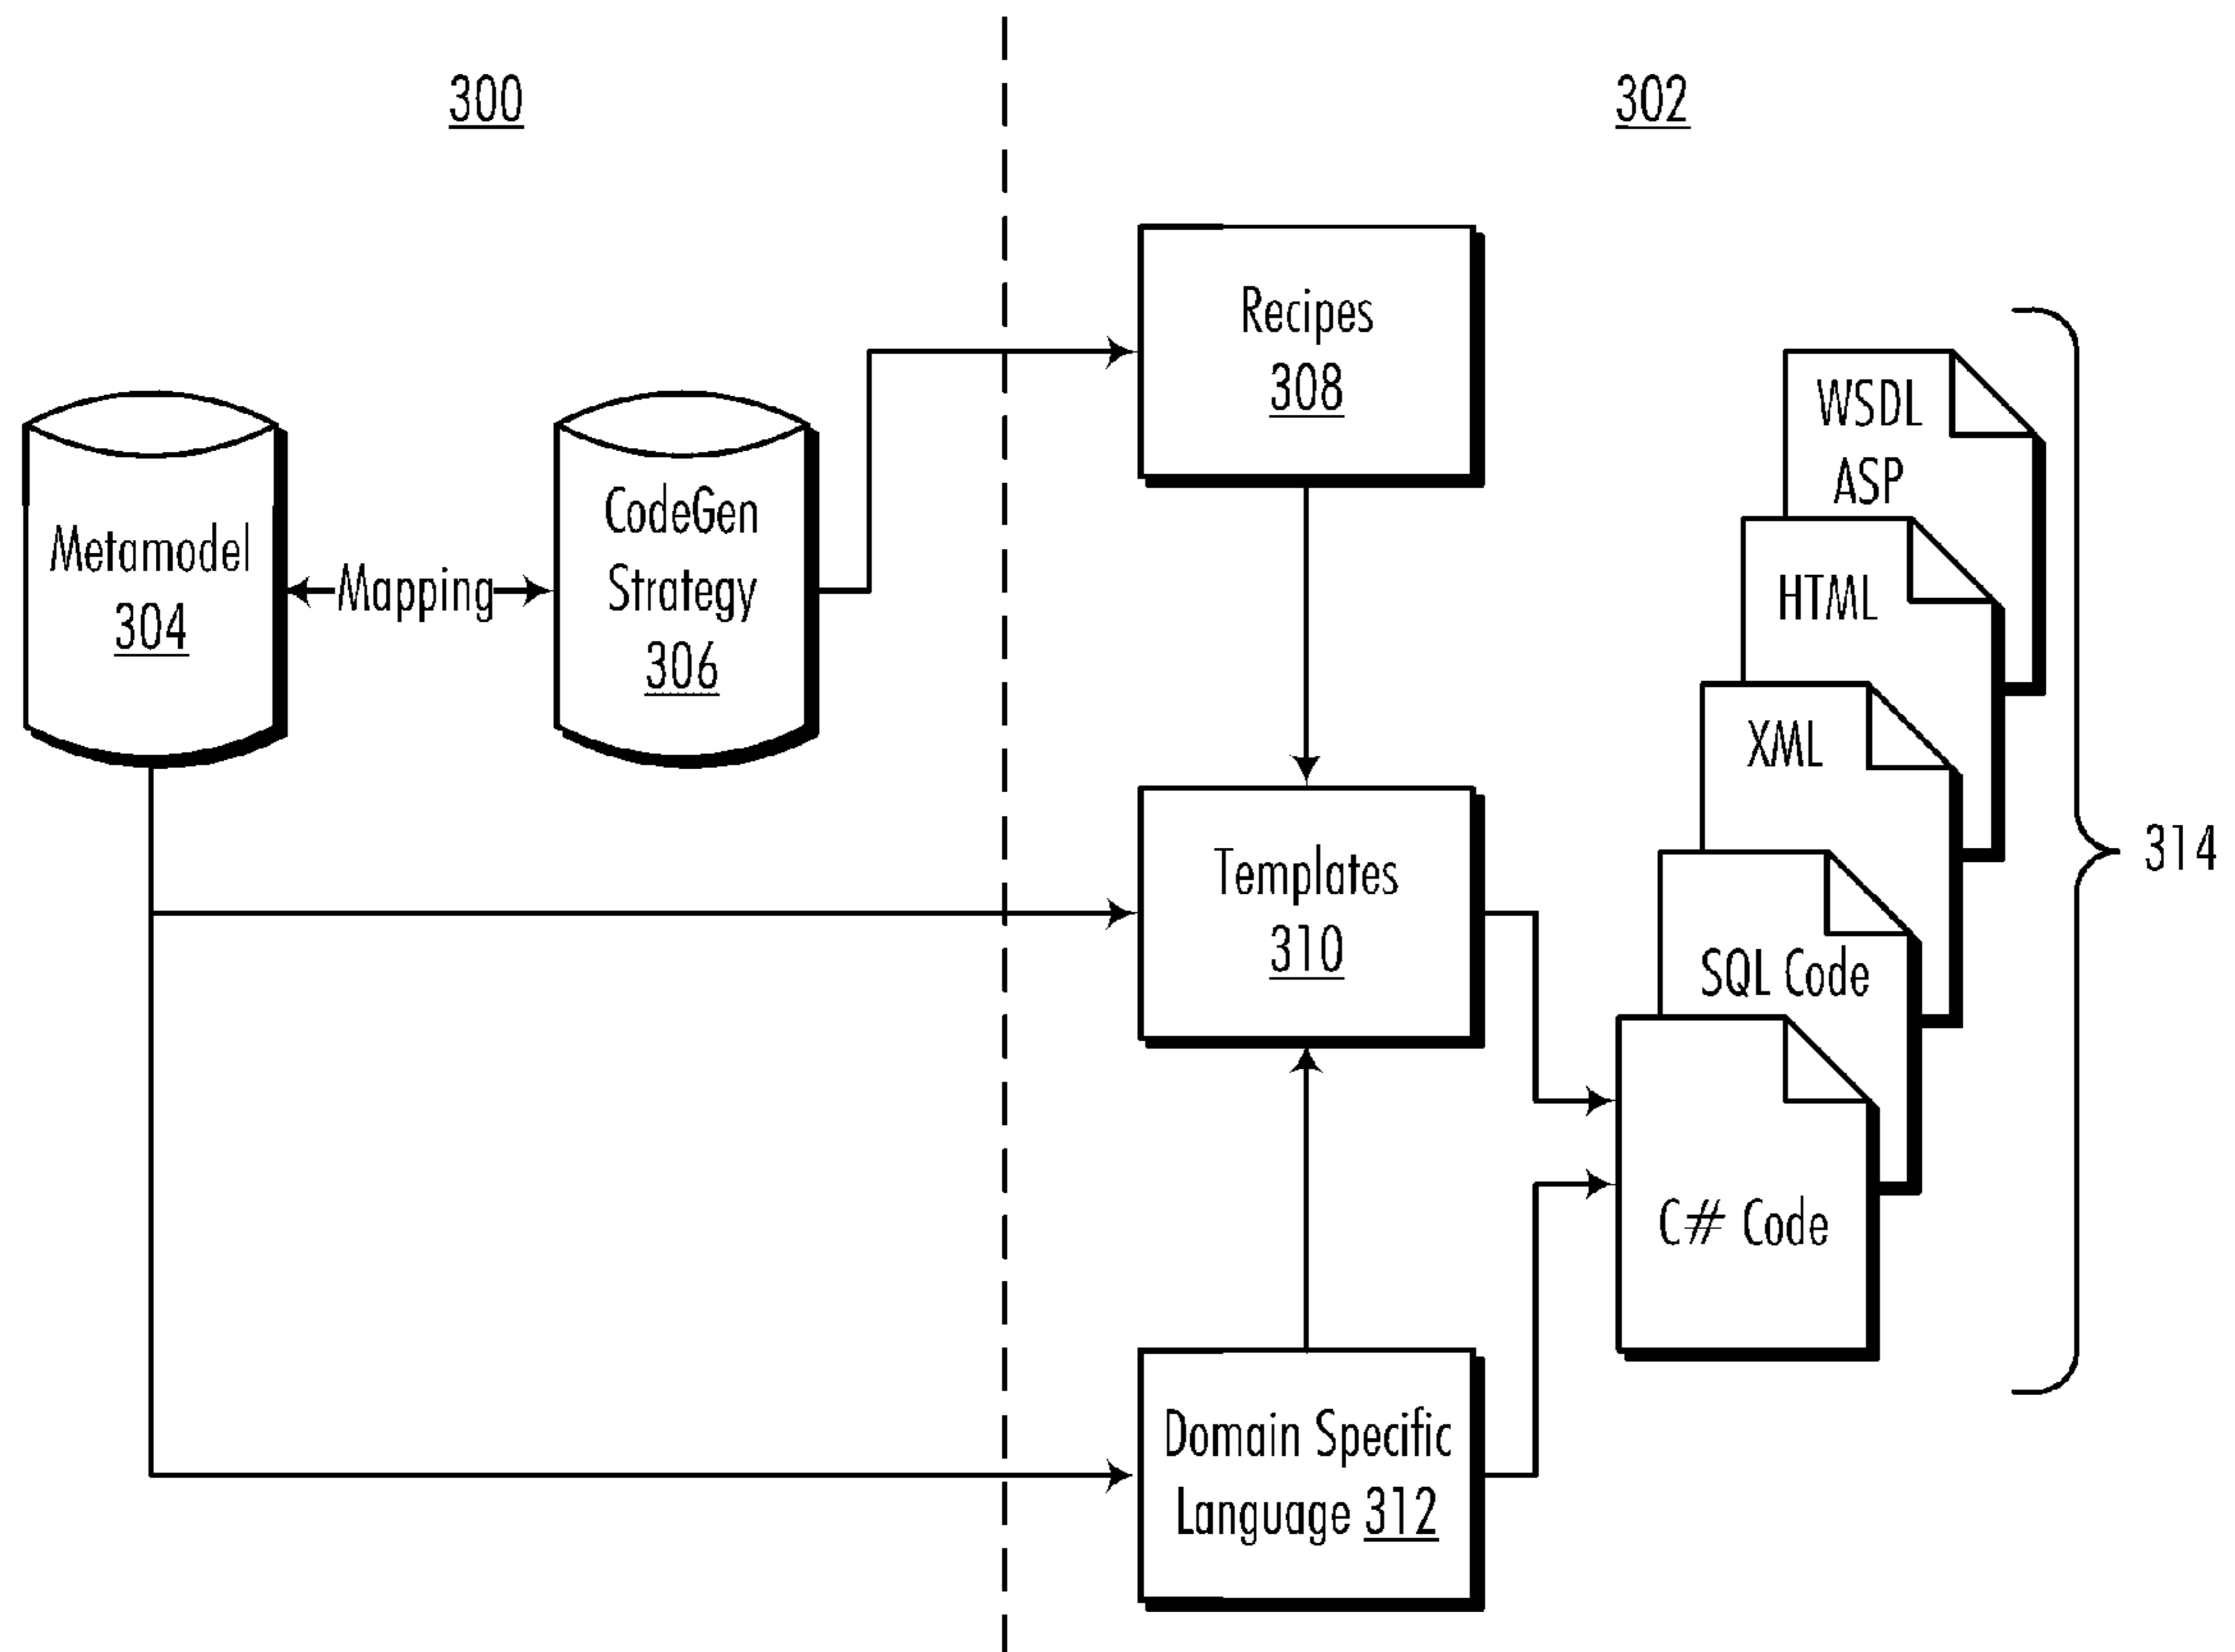 300
302
Recipes
308
WSDL
ASP
HTML
XML
SQL Code
C# Code
314
Metamodel
304
Mapping
CodeGen
Strategy
306
Templates
310
Domain Specific
Language 312